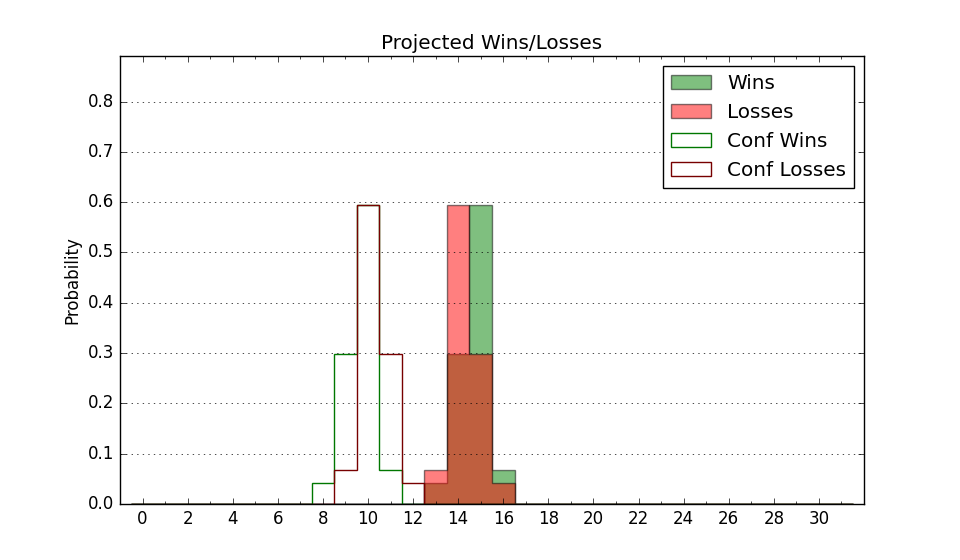 Projected Wins/Losses
Wins
Losses
Conf Wins
Conf Losses
Probability
0.8
0.7
0.6
0.5
0.4
0.3
0.2
0.1
0.0
0 2 4 6 8 10 12 14 16 18 20 22 24 26 28 30